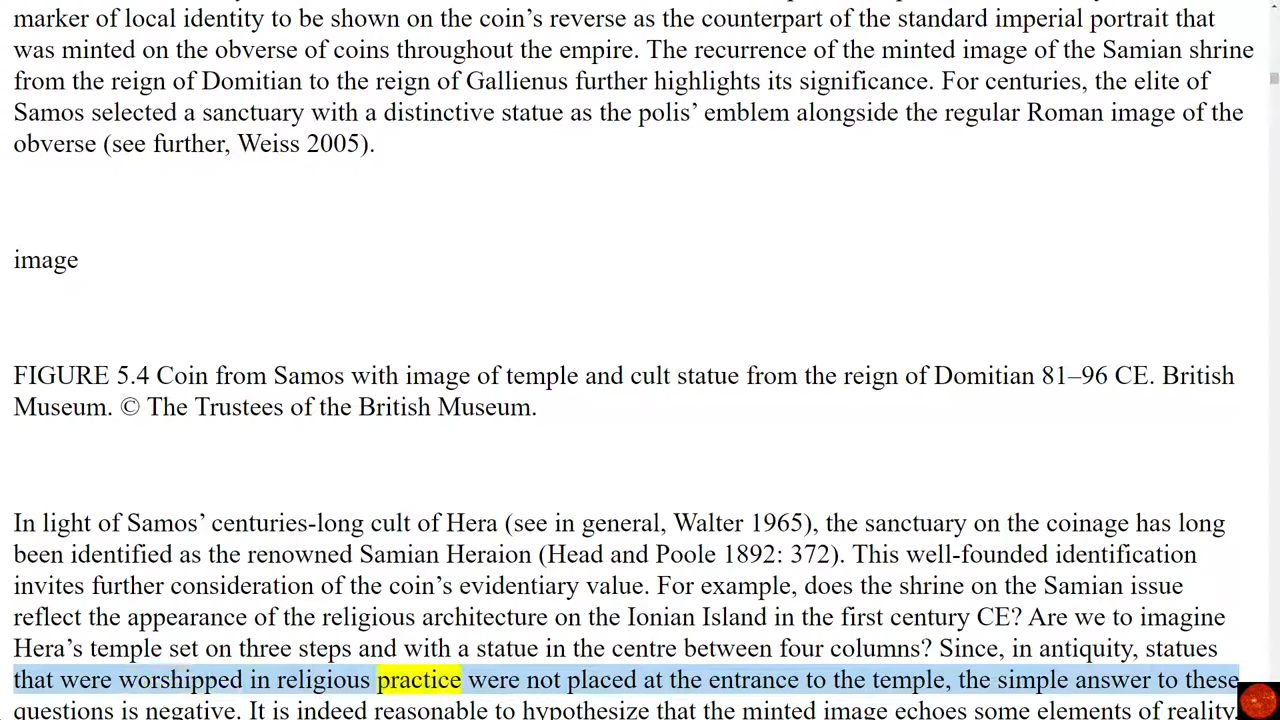 marker of local identity to be shown on the coin’s reverse as the counterpart of the standard imperial portrait that
was minted on the obverse of coins throughout the empire. The recurrence of the minted image of the Samian shrine
from the reign of Domitian to the reign of Gallienus further highlights its significance. For centuries, the elite of
Samos selected a sanctuary with a distinctive statue as the polis’ emblem alongside the regular Roman image of the
obverse (see further, Weiss 2005).
image
FIGURE 5.4 Coin from Samos with image of temple and cult statue from the reign of Domitian 81–96 CE. British
Museum. © The Trustees of the British Museum.
In light of Samos’ centuries-long cult of Hera (see in general, Walter 1965), the sanctuary on the coinage has long
been identified as the renowned Samian Heraion (Head and Poole 1892: 372). This well-founded identification
invites further consideration of the coin’s evidentiary value. For example, does the shrine on the Samian issue
reflect the appearance of the religious architecture on the Ionian Island in the first century CE? Are we to imagine
Hera’s temple set on three steps and with a statue in the centre between four columns? Since, in antiquity, statues
that were worshipped in religious practice were not placed at the entrance to the temple, the simple answer to these
questions is negative. It is indeed reasonable to hypothesize that the minted image echoes some elements of reality,